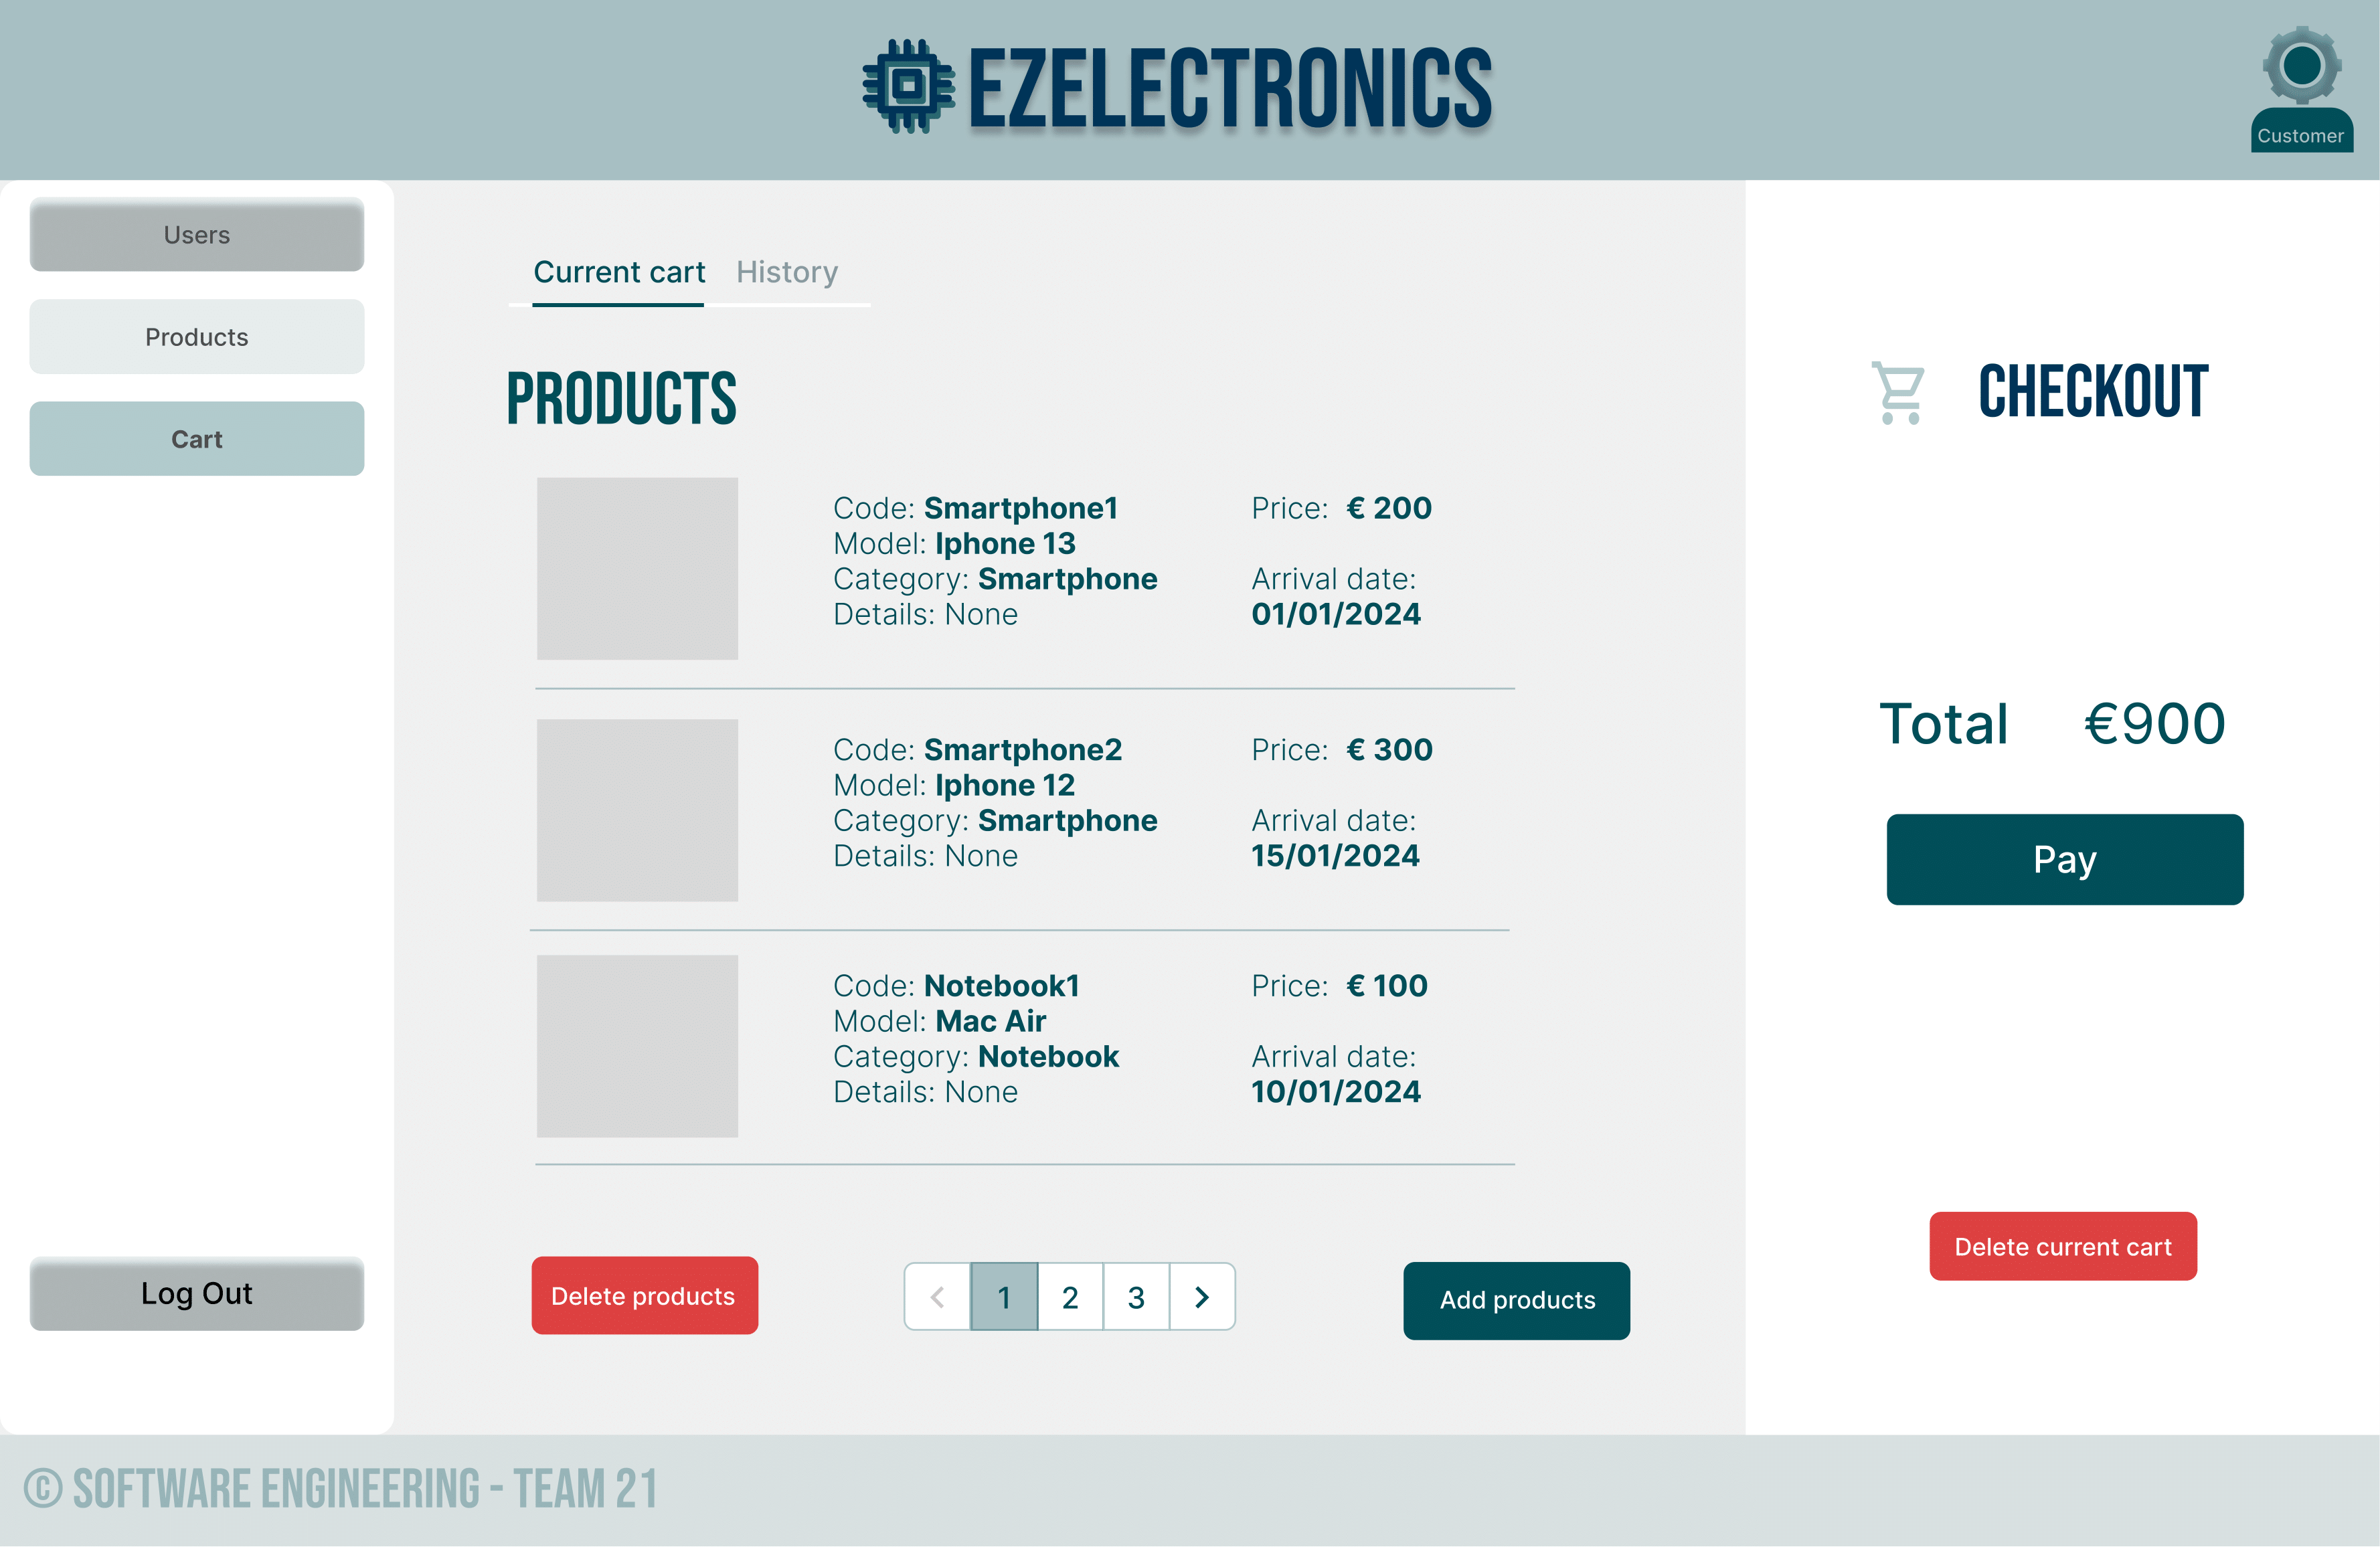 EZELECTRONICS
Customer
Users
Products
Cart
Log Out
Current cart History
PRODUCTS
Code: Smartphone1
Model: Iphone 13
Category: Smartphone
Details: None
Price: € 200
Arrival date:
01/01/2024
Code: Smartphone2
Model: Iphone 12
Category: Smartphone
Details: None
Price: € 300
Arrival date:
15/01/2024
Code: Notebook1
Model: Mac Air
Category: Notebook
Details: None
Price: € 100
Arrival date:
10/01/2024
Delete products
1 2 3
Add products
CHECKOUT
Total €900
Pay
Delete current cart
© SOFTWARE ENGINEERING - TEAM 21